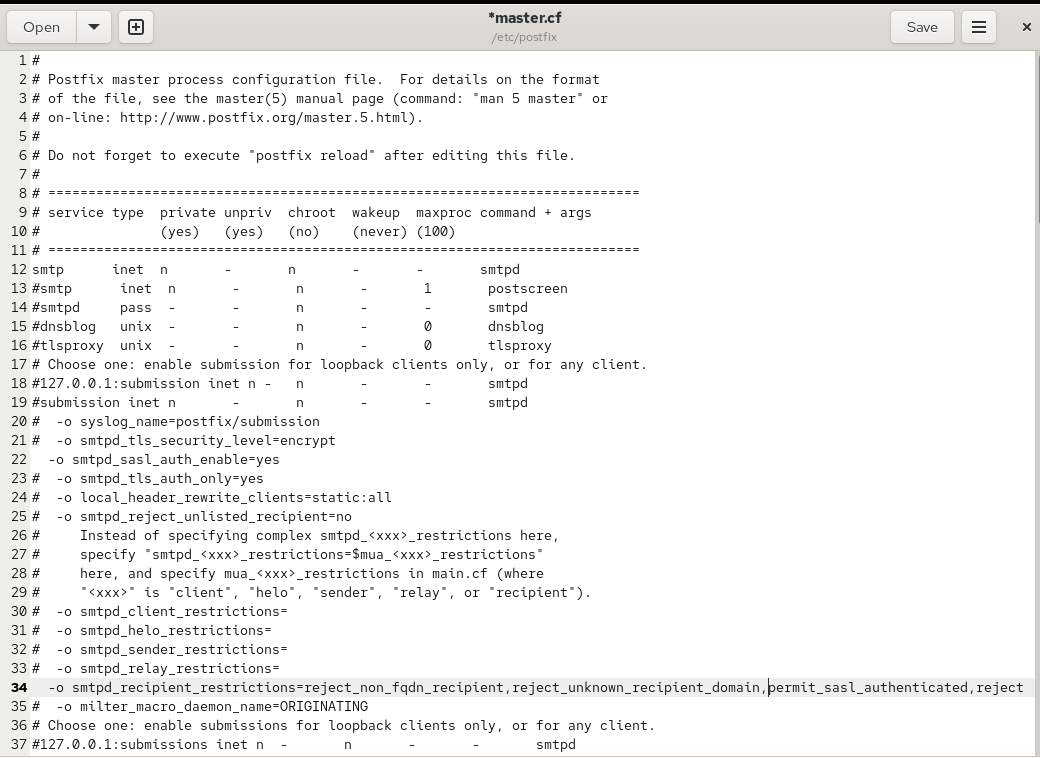 Open
*master.cf
/etc/postfix
Save
1 #
2 # Postfix master process configuration file.  For details on the format
3 # of the file, see the master(5) manual page (command: "man 5 master" or
4 # on-line: http://www.postfix.org/master.5.html).
5 #
6 # Do not forget to execute "postfix reload" after editing this file.
7 #
8 # ==========================================================================
9 # service type  private unpriv  chroot  wakeup  maxproc command + args
10 #               (yes)   (yes)   (no)    (never) (100)
11 # ==========================================================================
12 smtp      inet  n       -       n       -       -       smtpd
13 #smtp      inet  n       -       n       -       1       postscreen
14 #smtpd     pass  -       -       n       -       -       smtpd
15 #dnsblog   unix  -       -       n       -       0       dnsblog
16 #tlsproxy  unix  -       -       n       -       0       tlsproxy
17 # Choose one: enable submission for loopback clients only, or for any client.
18 #127.0.0.1:submission inet n -   n       -       -       smtpd
19 #submission inet n       -       n       -       -       smtpd
20 #  -o syslog_name=postfix/submission
21 #  -o smtpd_tls_security_level=encrypt
22   -o smtpd_sasl_auth_enable=yes
23 #  -o smtpd_tls_auth_only=yes
24 #  -o local_header_rewrite_clients=static:all
25 #  -o smtpd_reject_unlisted_recipient=no
26 #     Instead of specifying complex smtpd_<xxx>_restrictions here,
27 #     specify "smtpd_<xxx>_restrictions=$mua_<xxx>_restrictions"
28 #     here, and specify mua_<xxx>_restrictions in main.cf (where
29 #     "<xxx>" is "client", "helo", "sender", "relay", or "recipient").
30 #  -o smtpd_client_restrictions=
31 #  -o smtpd_helo_restrictions=
32 #  -o smtpd_sender_restrictions=
33 #  -o smtpd_relay_restrictions=
34   -o smtpd_recipient_restrictions=reject_non_fqdn_recipient,reject_unknown_recipient_domain,permit_sasl_authenticated,reject
35 #  -o milter_macro_daemon_name=ORIGINATING
36 # Choose one: enable submission for loopback clients only, or for any client.
37 #127.0.0.1:submissions inet n  -       n       -       -       smtpd